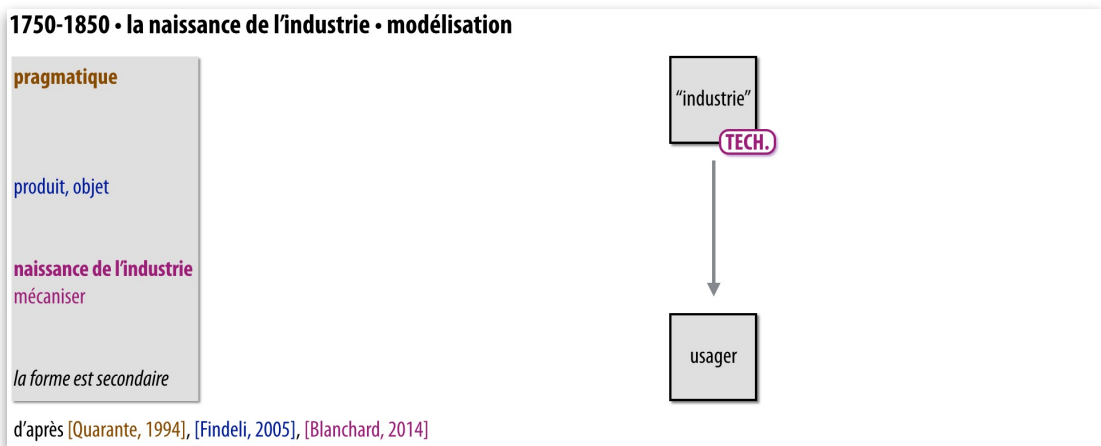 1750-1850 • la naissance de l’industrie • modélisation
pragmatique
produit, objet
naissance de l’industrie
mécaniser
la forme est secondaire
“industrie”
TECH.
usager
d’après [Quarante, 1994], [Findeli, 2005], [Blanchard, 2014]